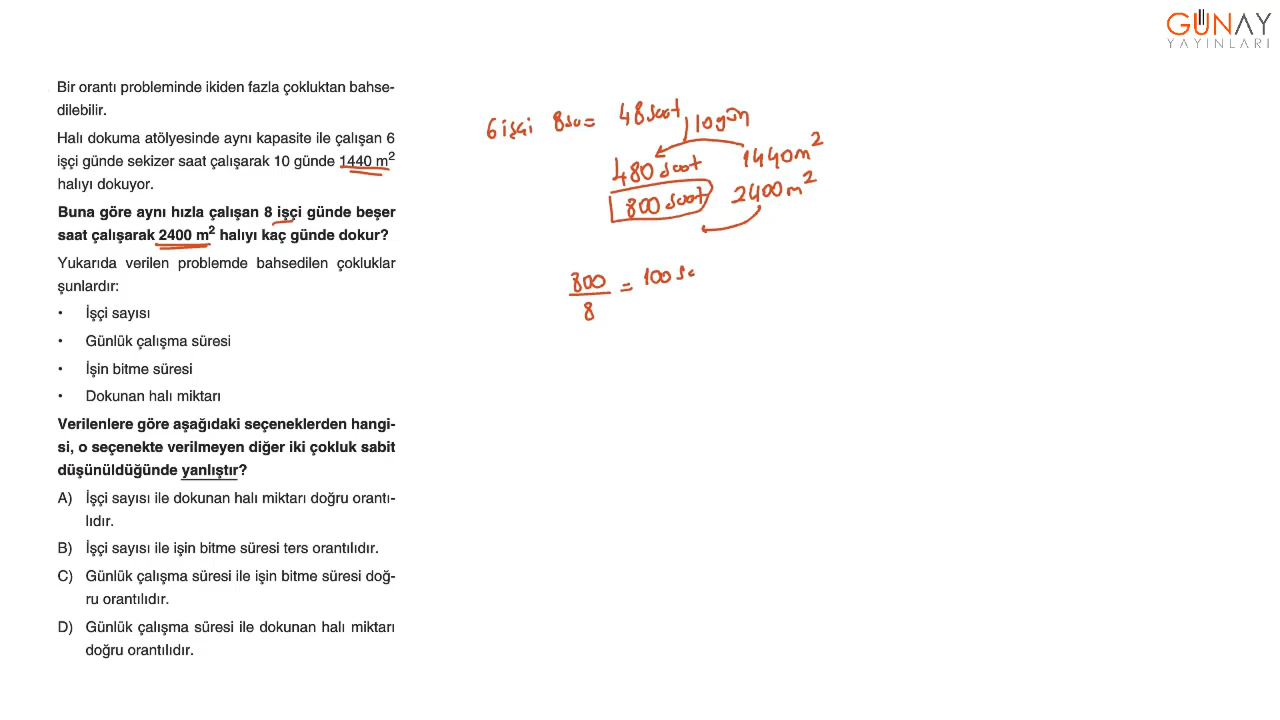 GÜNAY
YAYINLARI
Bir orantı probleminde ikiden fazla çokluktan bahse-
dilebilir.
Halı dokuma atölyesinde aynı kapasite ile çalışan 6
işçi günde sekizer saat çalışarak 10 günde 1440 m²
halıyı dokuyor.
Buna göre aynı hızla çalışan 8 işçi günde beşer
saat çalışarak 2400 m² halıyı kaç günde dokur?
Yukarıda verilen problemde bahsedilen çokluklar
şunlardır:
• İşçi sayısı
• Günlük çalışma süresi
• İşin bitme süresi
• Dokunan halı miktarı
Verilenlere göre aşağıdaki seçeneklerden hangi-
si, o seçenekte verilmeyen diğer iki çokluk sabit
düşünüldüğünde yanlıştır?
A) İşçi sayısı ile dokunan halı miktarı doğru orantı-
lıdır.
B) İşçi sayısı ile işin bitme süresi ters orantılıdır.
C) Günlük çalışma süresi ile işin bitme süresi doğ-
ru orantılıdır.
D) Günlük çalışma süresi ile dokunan halı miktarı
doğru orantılıdır.
6 işçi 8sa = 48 saat
10 gün
480 saat 1440m²
800 saat 2400m²
800
8
= 100 sa